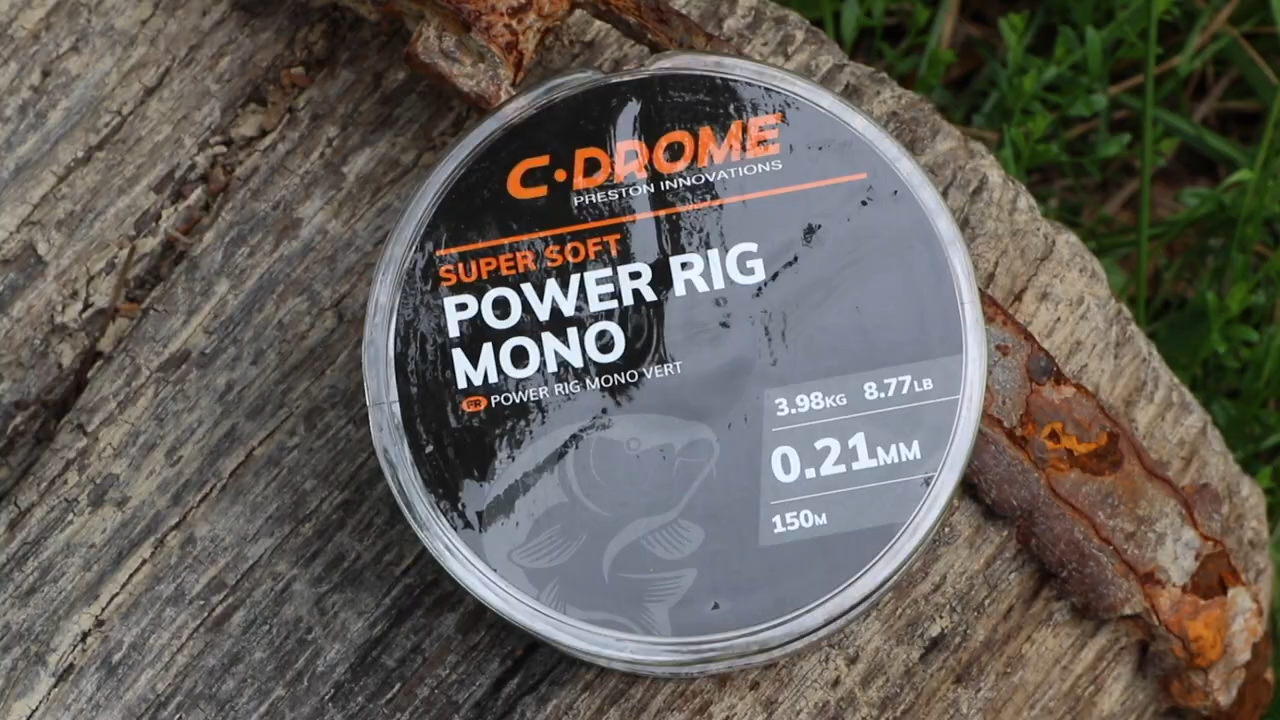 C·DROME
PRESTON INNOVATIONS
SUPER SOFT
POWER RIG
MONO
FR POWER RIG MONO VERT
3.98KG 8.77LB
0.21MM
150M